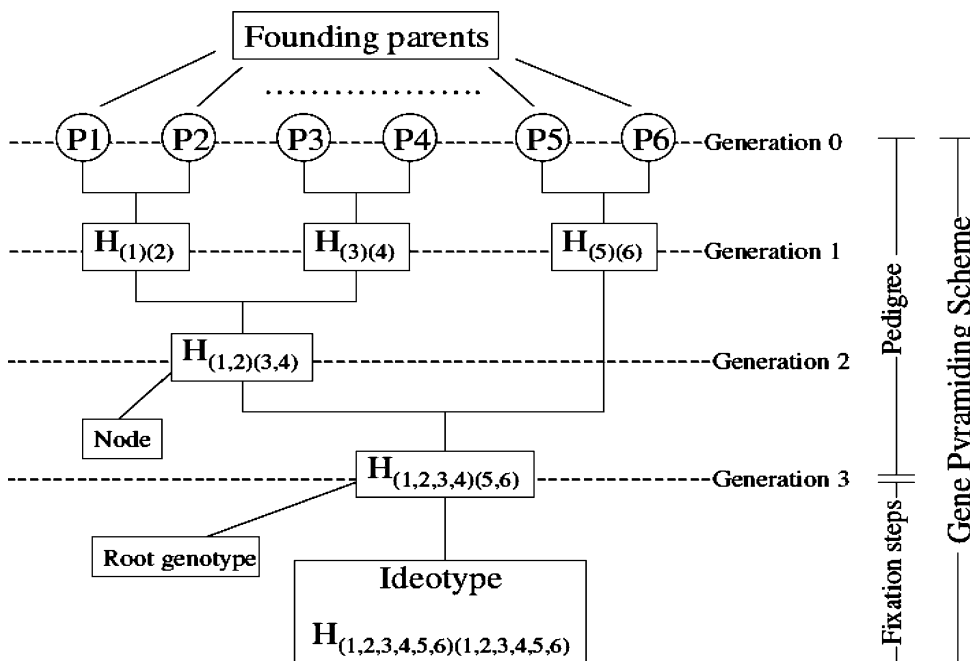 Founding parents
P1 P2 P3 P4 P5 P6 Generation 0
H(1)(2) H(3)(4) H(5)(6) Generation 1
H(1,2)(3,4) Generation 2
Node
H(1,2,3,4)(5,6) Generation 3
Root genotype
Ideotype
H(1,2,3,4,5,6)(1,2,3,4,5,6)
Pedigree
Fixation steps
Gene Pyramiding Scheme